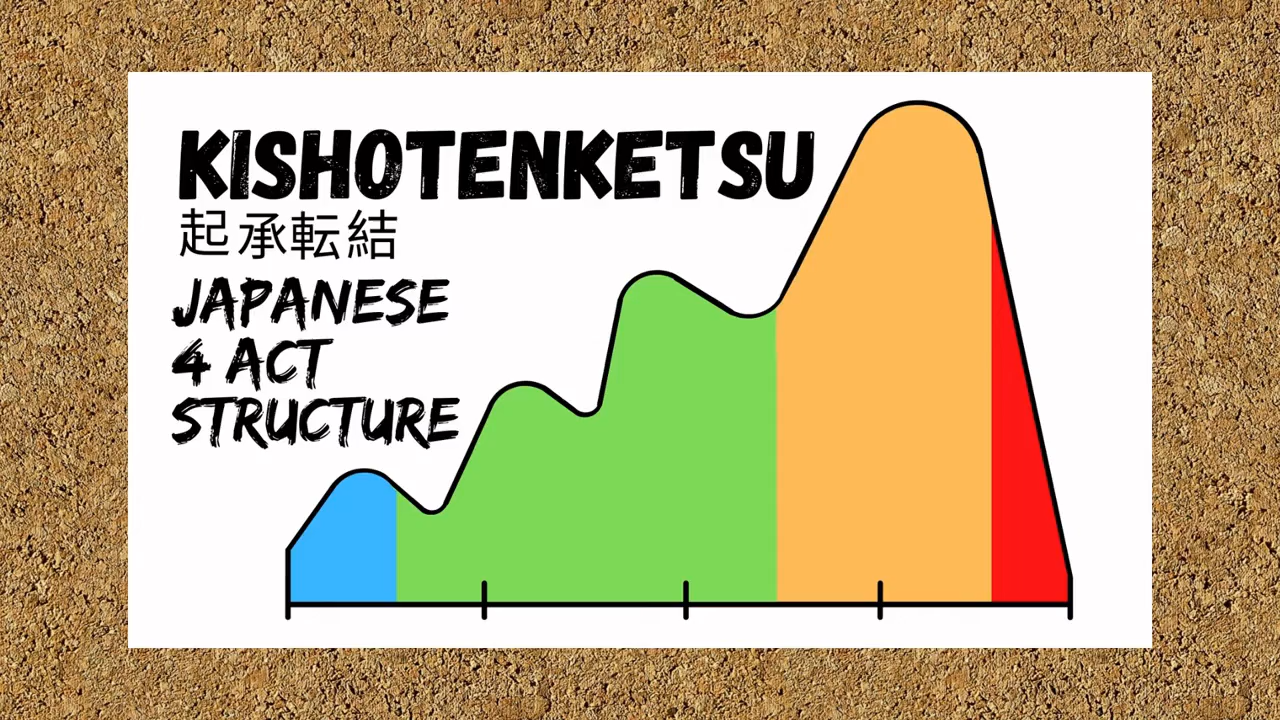 KISHOTENKETSU
起承転結
JAPANESE
4 ACT
STRUCTURE